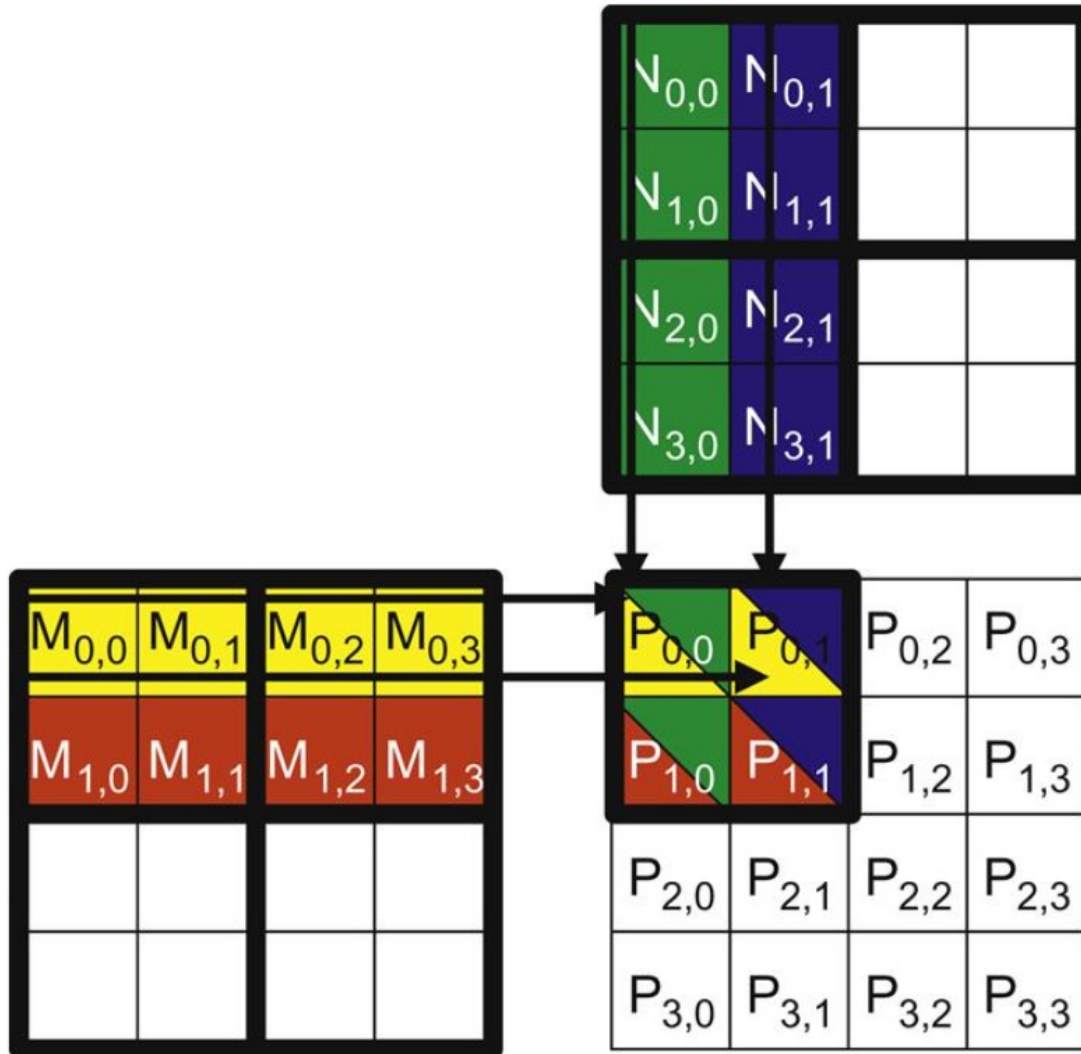 N0,0 N0,1
N1,0 N1,1
N2,0 N2,1
N3,0 N3,1
M0,0 M0,1 M0,2 M0,3 P0,0 P0,1 P0,2 P0,3
M1,0 M1,1 M1,2 M1,3 P1,0 P1,1 P1,2 P1,3
P2,0 P2,1 P2,2 P2,3
P3,0 P3,1 P3,2 P3,3